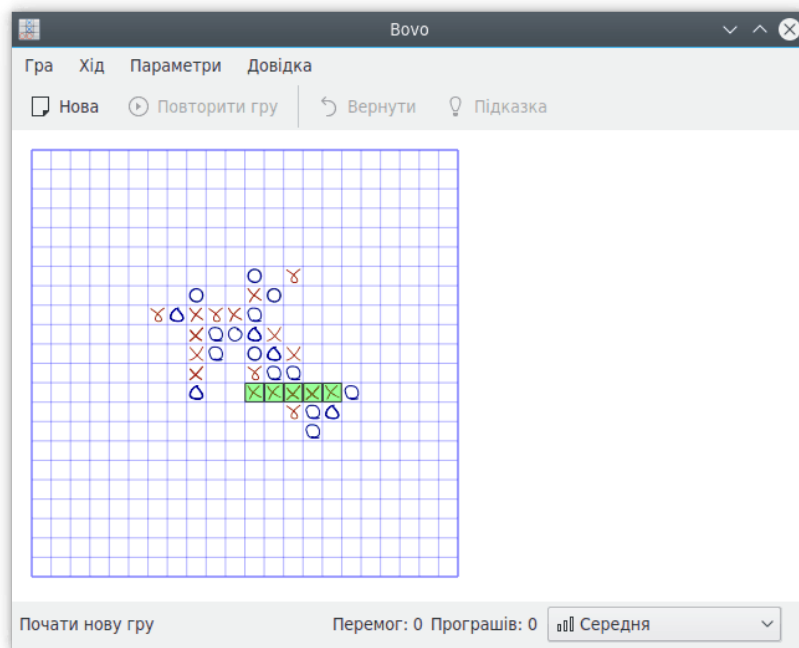 Bovo
Гра Хід Параметри Довідка
Нова Повторити гру Вернути Підказка
Почати нову гру Перемог: 0 Програшів: 0 Середня